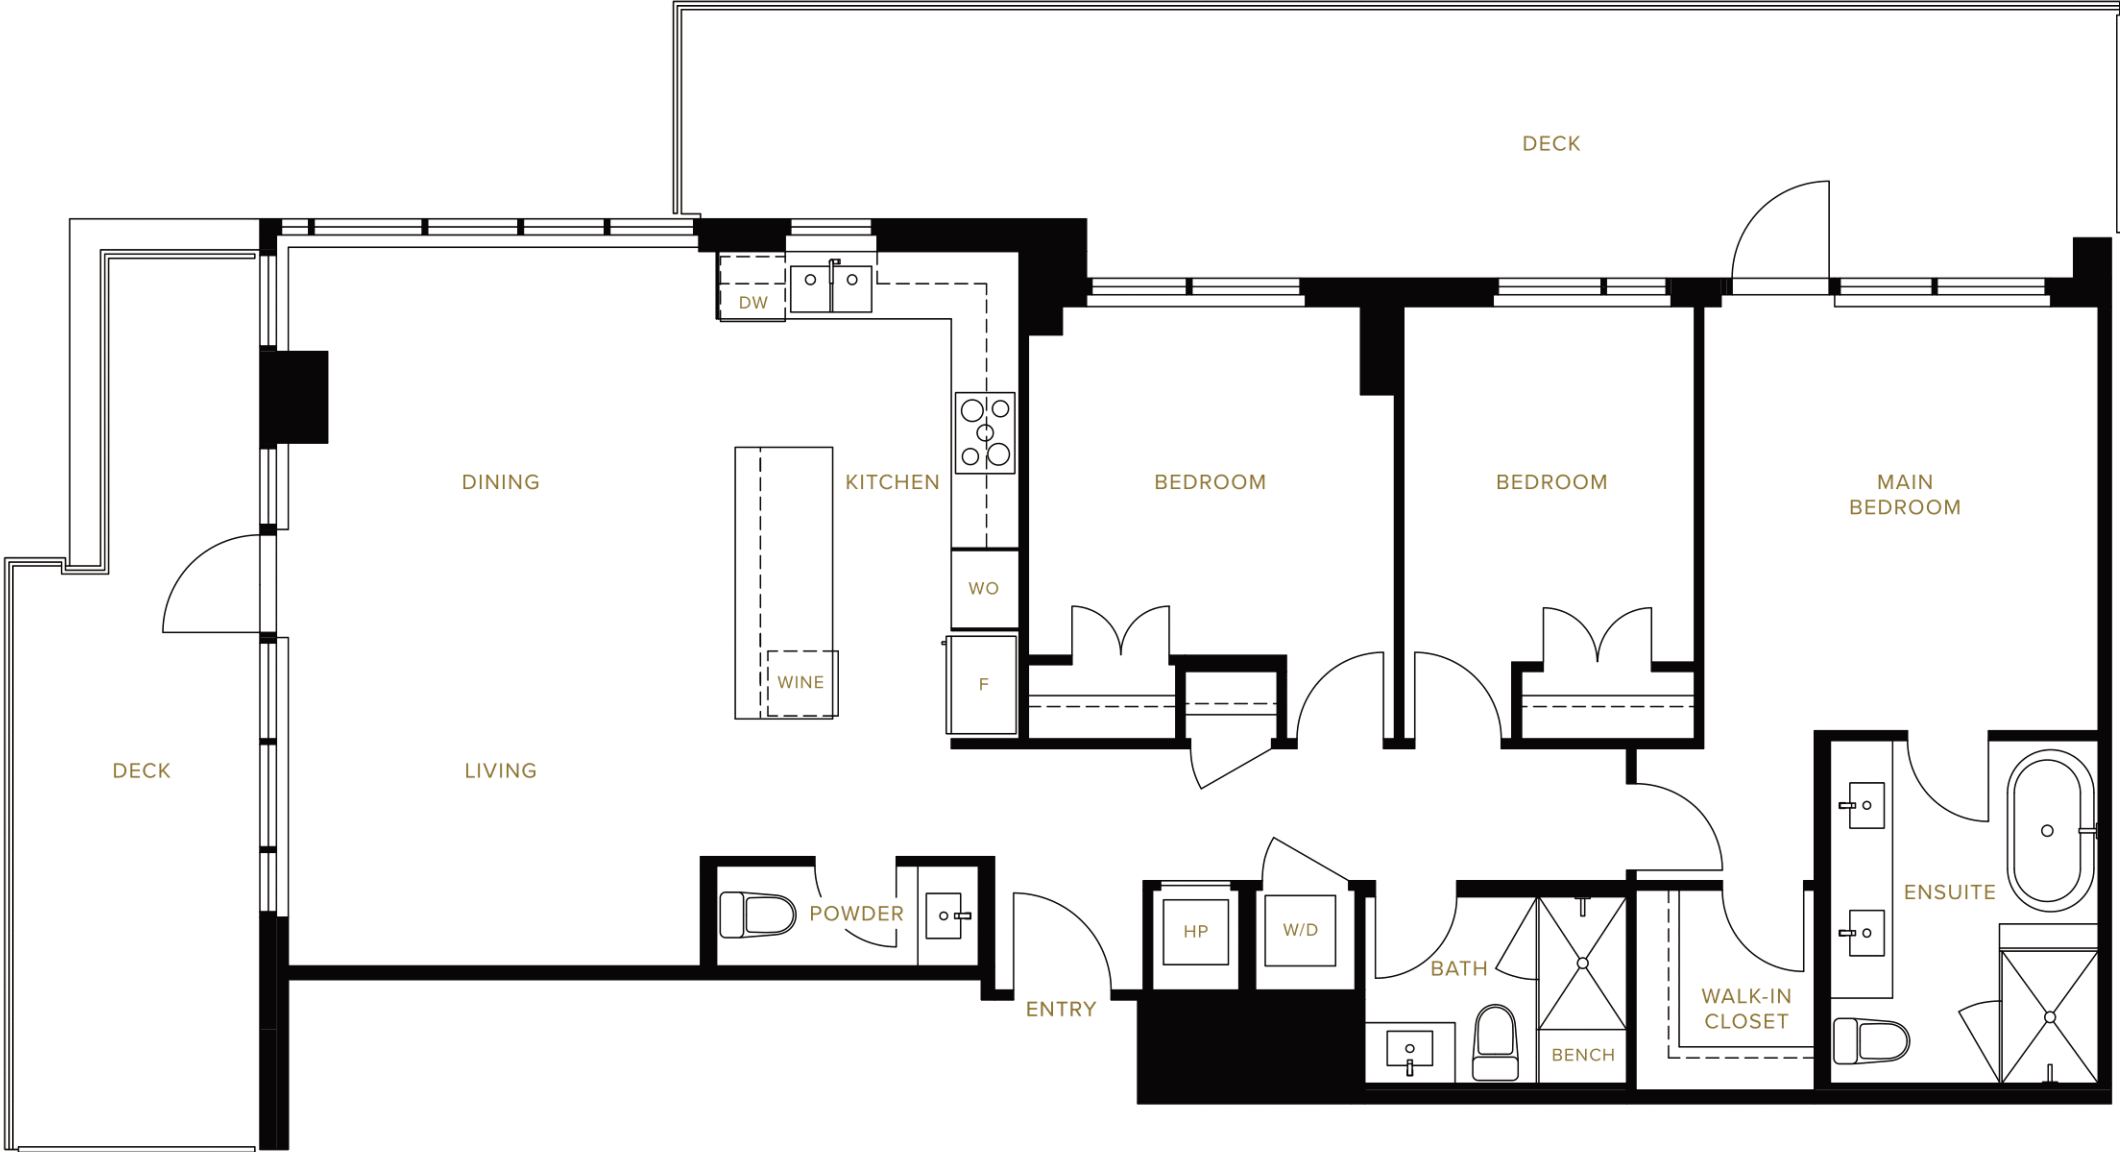 DECK
DW
DINING
KITCHEN
BEDROOM
BEDROOM
MAIN
BEDROOM
WO
WINE
F
DECK
LIVING
ENSUITE
POWDER
HP
W/D
BATH
ENTRY
WALK-IN
CLOSET
BENCH